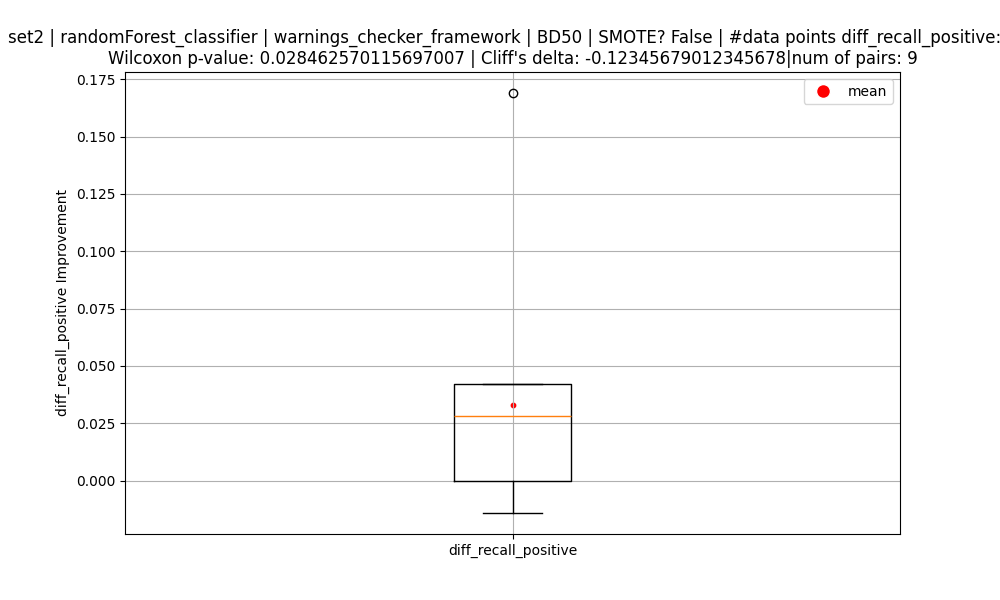 set2 | randomForest_classifier | warnings_checker_framework | BD50 | SMOTE? False | #data points diff_recall_positive:
Wilcoxon p-value: 0.028462570115697007 | Cliff's delta: -0.12345679012345678|num of pairs: 9
mean
0.175
0.150
0.125
0.100
0.075
0.050
0.025
0.000
diff_recall_positive Improvement
diff_recall_positive